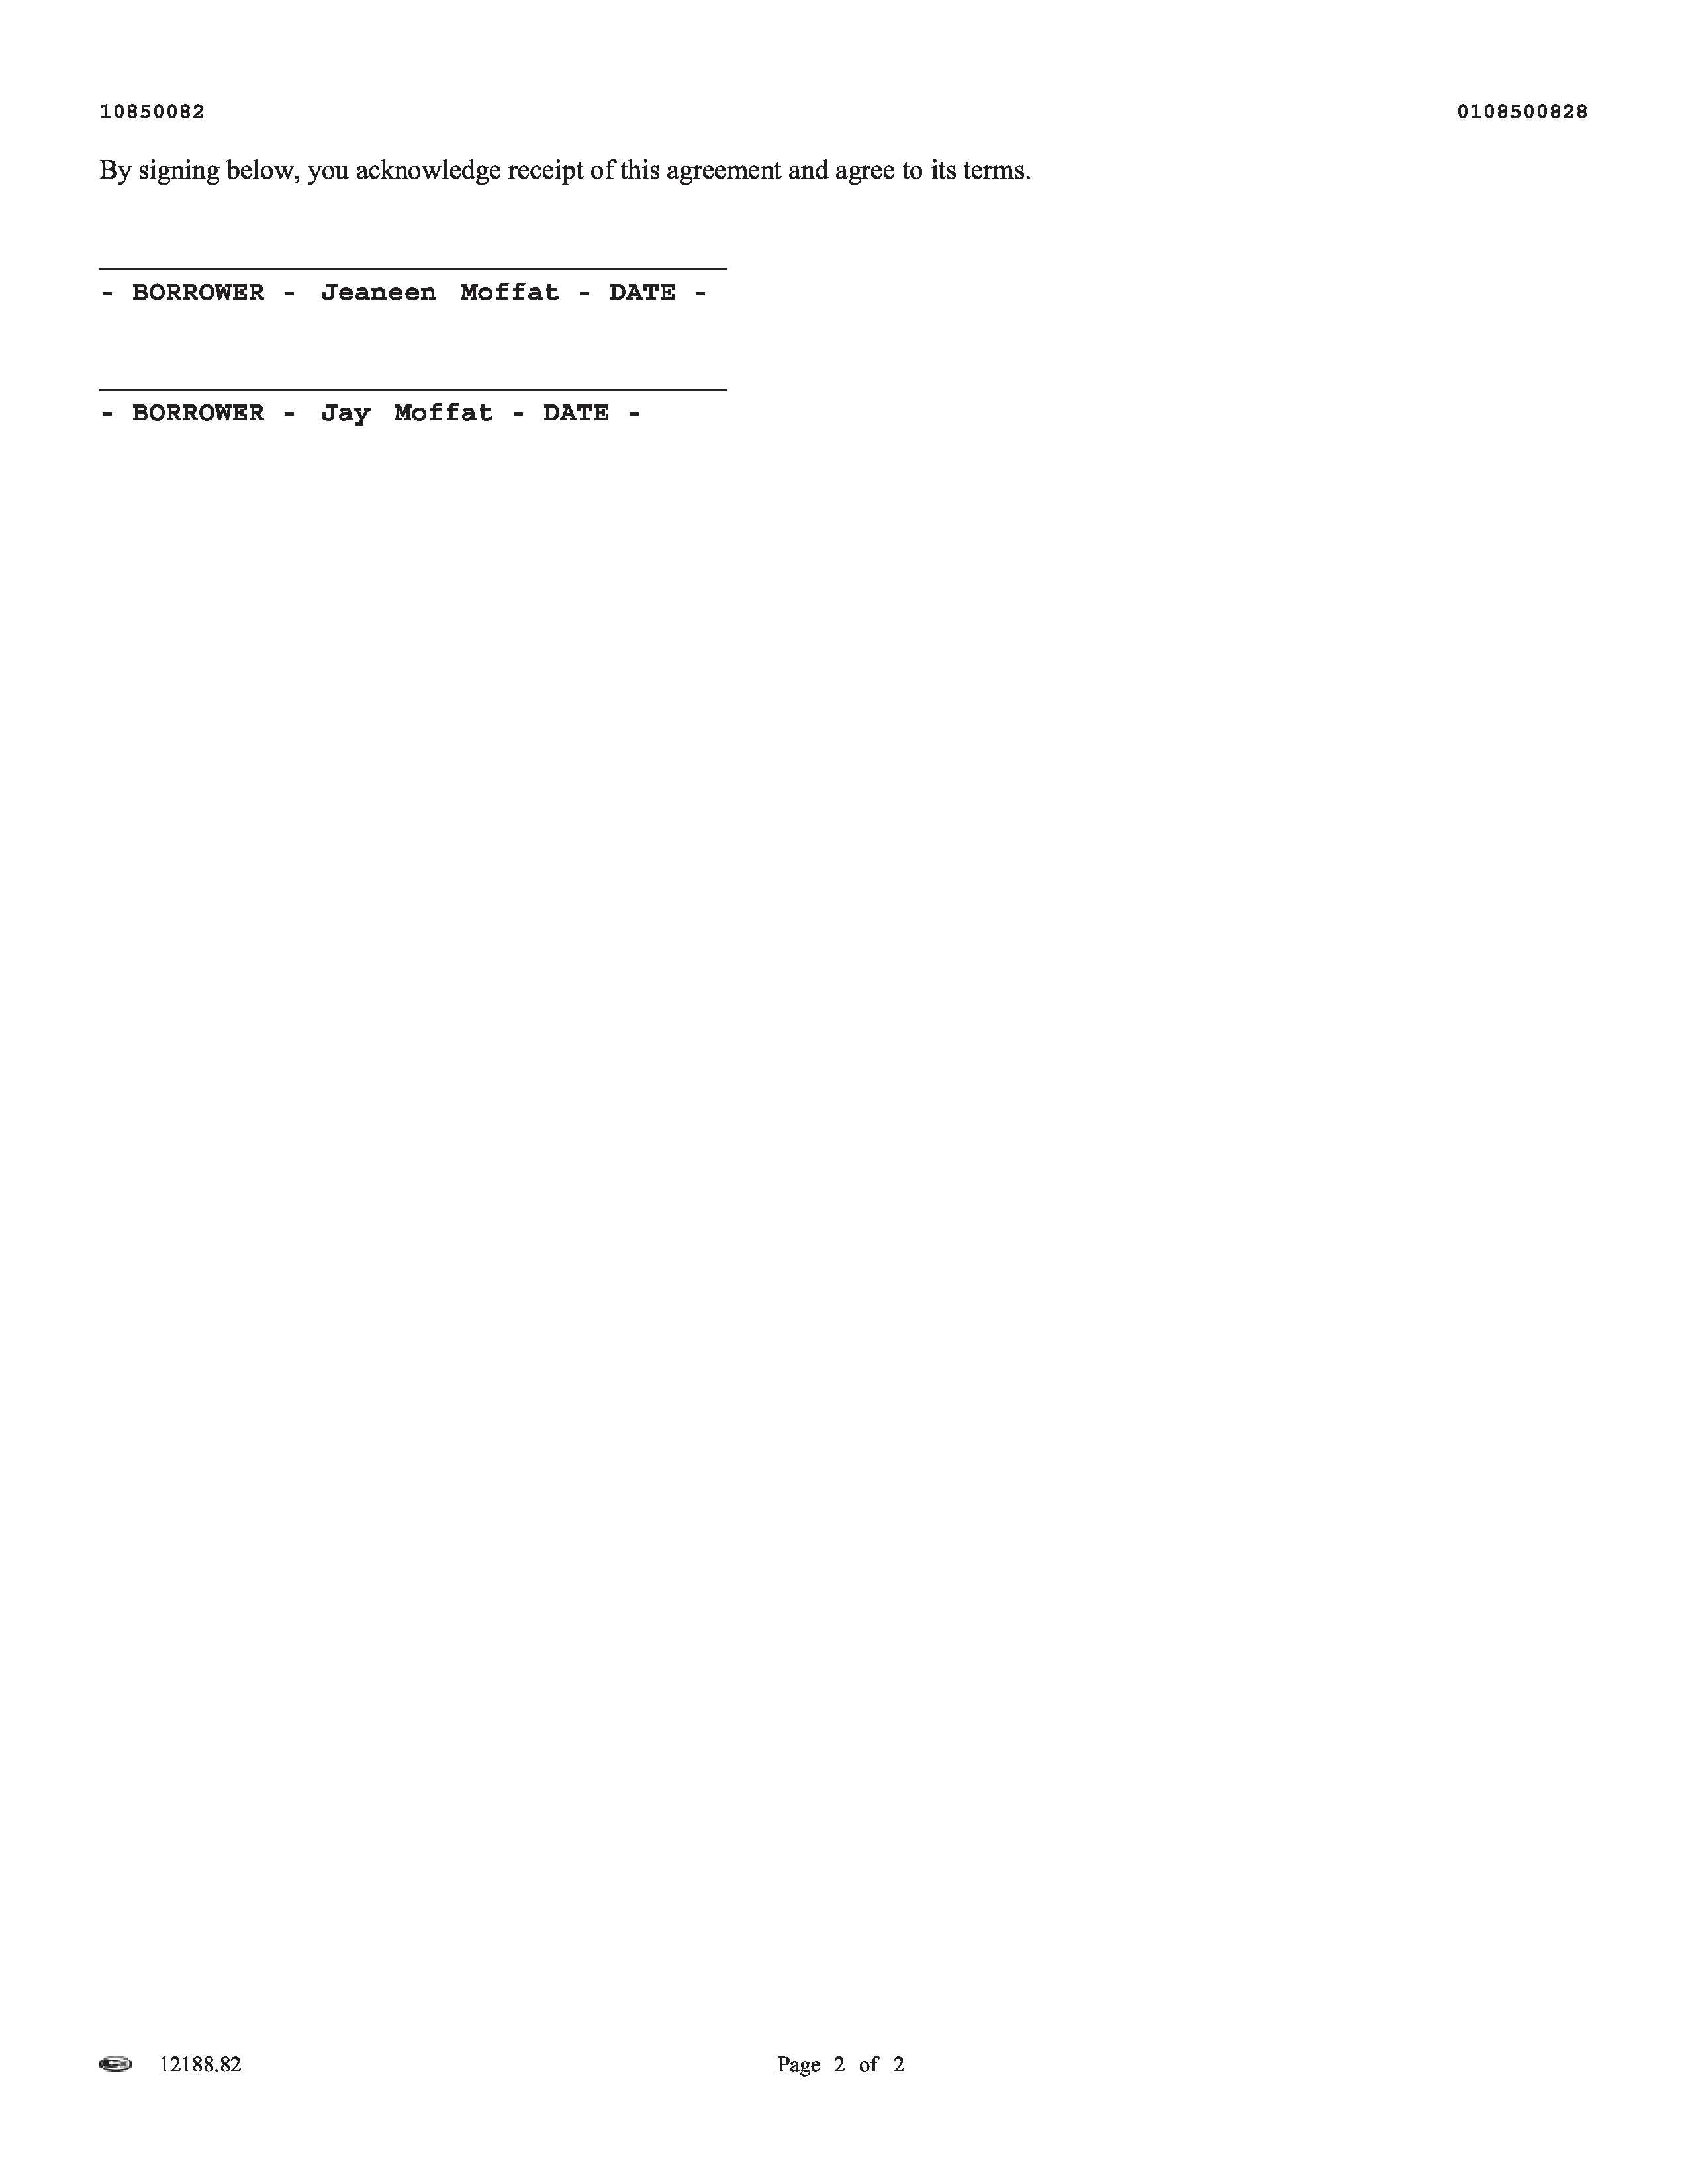 10850082 0108500828
By signing below, you acknowledge receipt of this agreement and agree to its terms.
- BORROWER - Jeaneen Moffat - DATE -
- BORROWER - Jay Moffat - DATE -
12188.82 Page 2 of 2